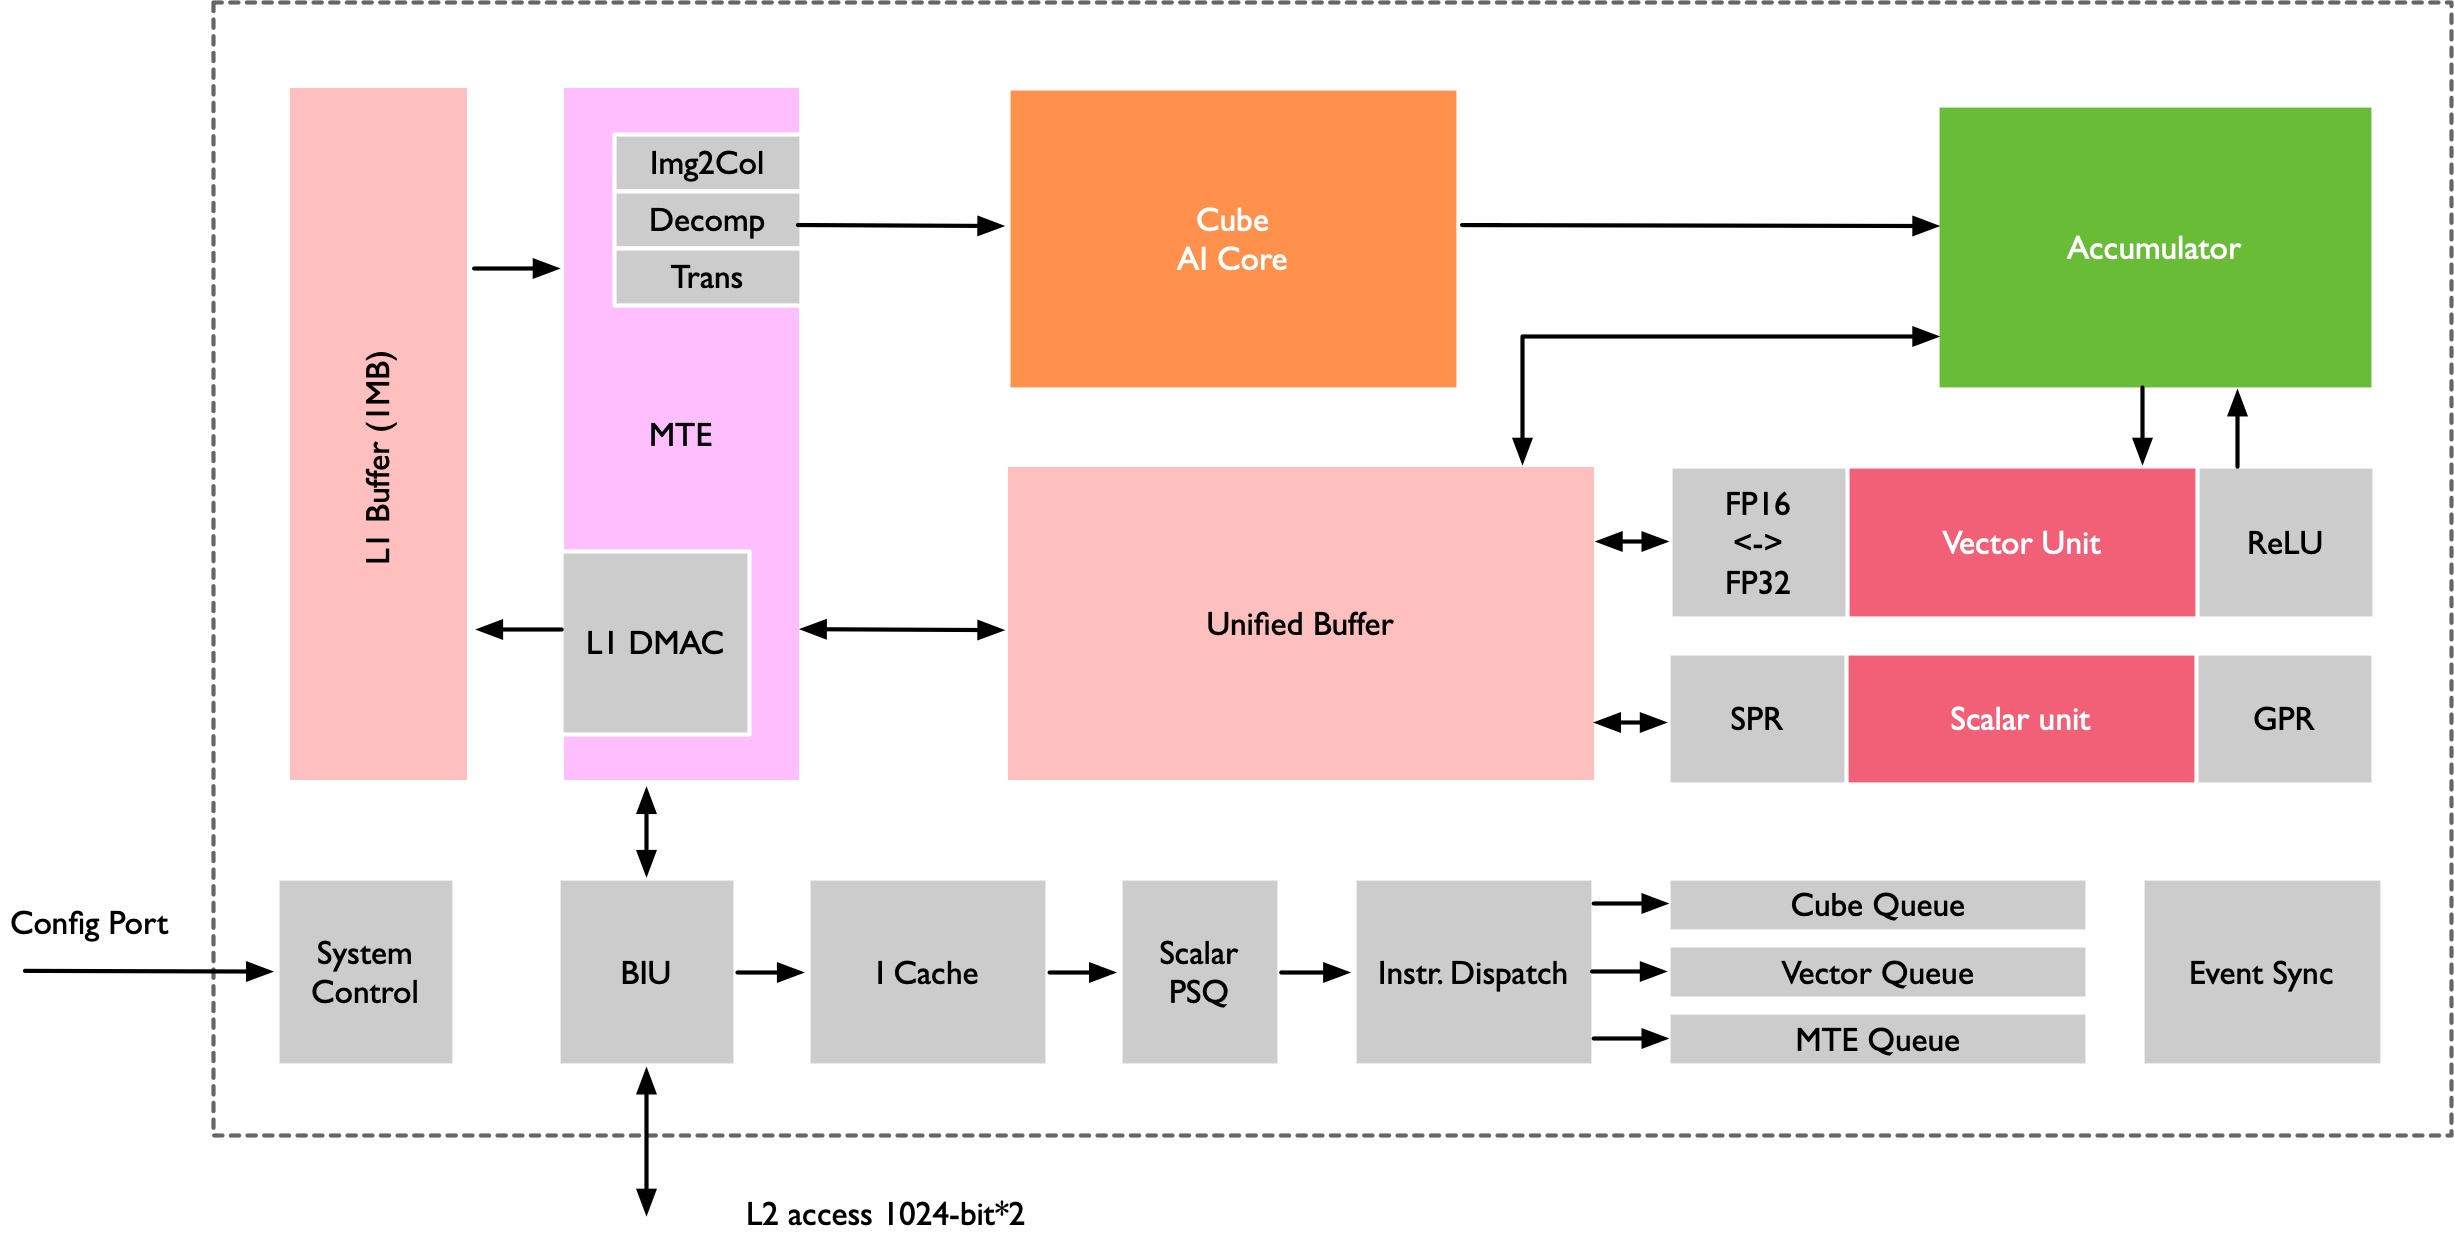 Img2Col
Decomp
Trans
Cube
AI Core
Accumulator
L1 Buffer (1MB)
MTE
L1 DMAC
Unified Buffer
FP16
<->
FP32
Vector Unit
ReLU
SPR
Scalar unit
GPR
Config Port
System
Control
BIU
I Cache
Scalar
PSQ
Instr. Dispatch
Cube Queue
Vector Queue
MTE Queue
Event Sync
L2 access 1024-bit*2